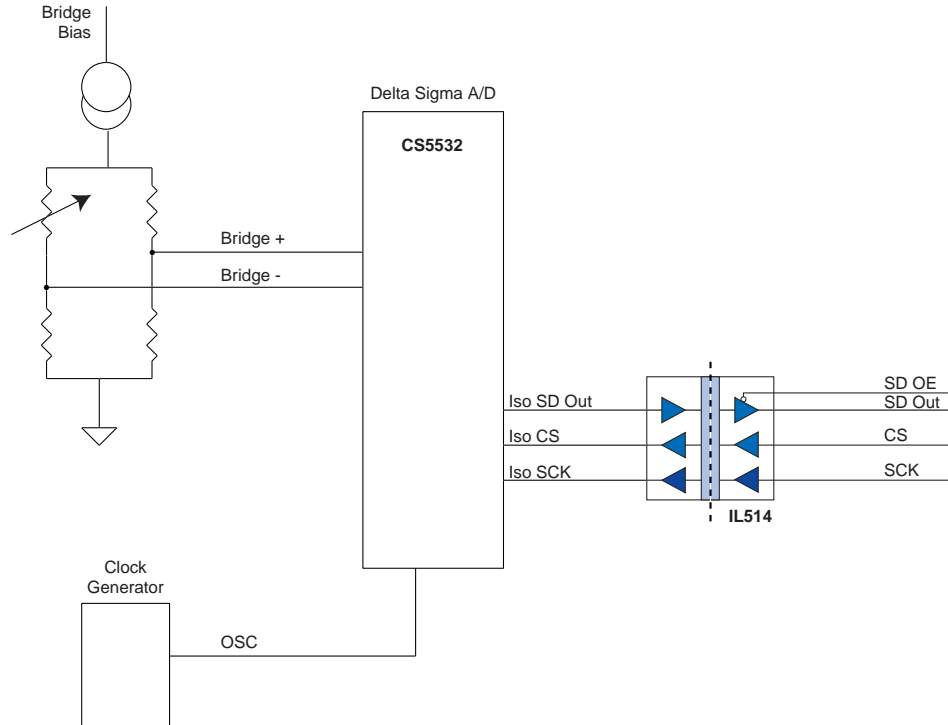 Bridge
Bias
Delta Sigma A/D
CS5532
Bridge +
Bridge -
Iso SD Out
Iso CS
Iso SCK
SD OE
SD Out
CS
SCK
IL514
Clock
Generator
OSC